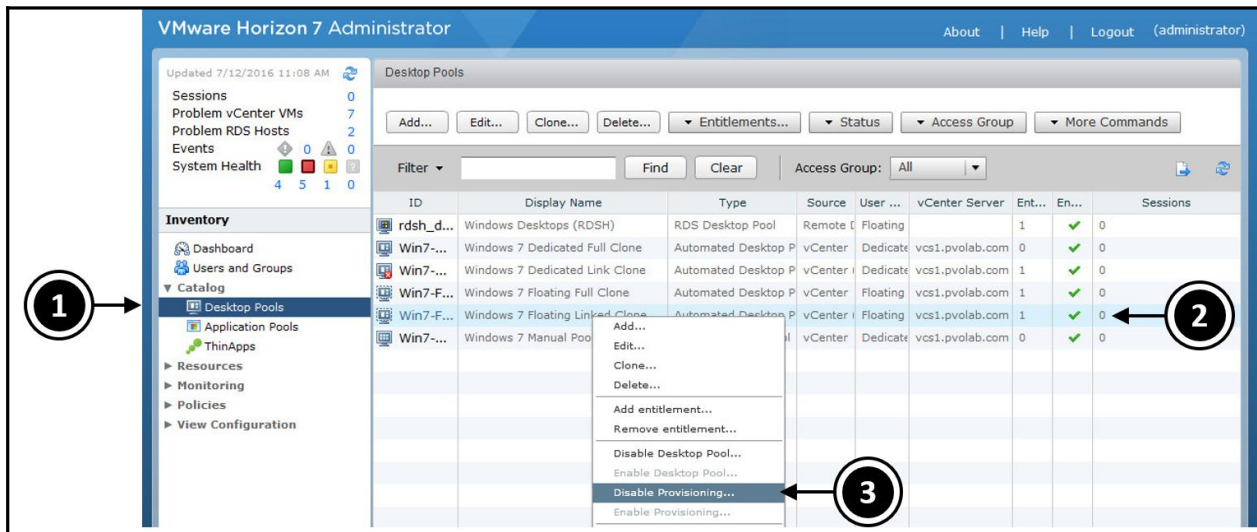 VMware Horizon 7 Administrator
About | Help | Logout (administrator)
Updated 7/12/2016 11:08 AM
Sessions 0
Problem vCenter VMs 7
Problem RDS Hosts 2
Events 0 0
System Health
4 5 1 0
Inventory
Dashboard
Users and Groups
Catalog
Desktop Pools
Application Pools
ThinApps
Resources
Monitoring
Policies
View Configuration
Desktop Pools
Add... Edit... Clone... Delete... Entitlements... Status Access Group More Commands
Filter Find Clear Access Group: All
ID Display Name Type Source User ... vCenter Server Ent... En... Sessions
rdsh_d... Windows Desktops (RDSH) RDS Desktop Pool Remote Floating 1 0
Win7-... Windows 7 Dedicated Full Clone Automated Desktop P vCenter Dedicate vcs1.pvolab.com 0 0
Win7-... Windows 7 Dedicated Link Clone Automated Desktop P vCenter Dedicate vcs1.pvolab.com 1 0
Win7-F... Windows 7 Floating Full Clone Automated Desktop P vCenter Floating vcs1.pvolab.com 1 0
Win7-F... Windows 7 Floating Linked Clone Automated Desktop P vCenter Floating vcs1.pvolab.com 1 0
Win7-... Windows 7 Manual Poo vCenter Dedicate vcs1.pvolab.com 0 0
Add...
Edit...
Clone...
Delete...
Add entitlement...
Remove entitlement...
Disable Desktop Pool...
Enable Desktop Pool...
Disable Provisioning...
Enable Provisioning...
1
2
3